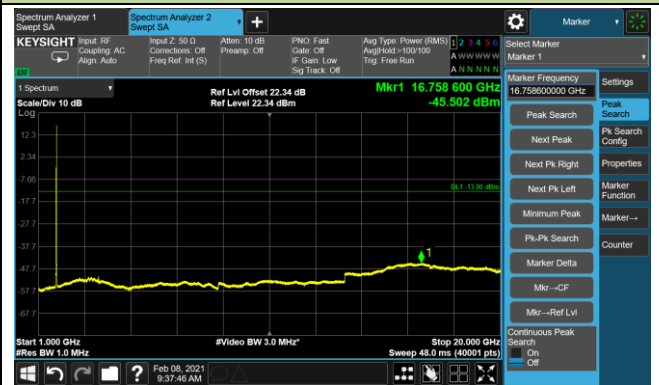 Spectrum Analyzer 1
Swept SA
Spectrum Analyzer 2
Swept SA
+
Marker
KEYSIGHT
Input: RF
Coupling: AC
Align: Auto
Input Z: 50 Ω
Corrections: Off
Freq Ref: Int (S)
Atten: 10 dB
Preamp: Off
PNO: Fast
Gate: Off
IF Gain: Low
Sig Track: Off
Avg Type: Power (RMS)
Avg|Hold:>100/100
Trig: Free Run
1 2 3 4 5 6
A W W W W W
A N N N N N
LXI
Select Marker
Marker 1
1 Spectrum
Scale/Div 10 dB
Log
Ref Lvl Offset 22.34 dB
Ref Level 22.34 dBm
Mkr1 16.758 600 GHz
-45.502 dBm
12.3
2.34
-7.66
-17.7
-27.7
-37.7
-47.7
-57.7
-67.7
DL1 -13.00 dBm
1
Start 1.000 GHz
#Res BW 1.0 MHz
#Video BW 3.0 MHz*
Stop 20.000 GHz
Sweep 48.0 ms (40001 pts)
Marker Frequency
16.758600000 GHz
Peak Search
Next Peak
Next Pk Right
Next Pk Left
Minimum Peak
Pk-Pk Search
Marker Delta
Mkr→CF
Mkr→Ref Lvl
Continuous Peak
Search
On
Off
Settings
Peak
Search
Pk Search
Config
Properties
Marker
Function
Marker→
Counter
?
Feb 08, 2021
9:37:46 AM